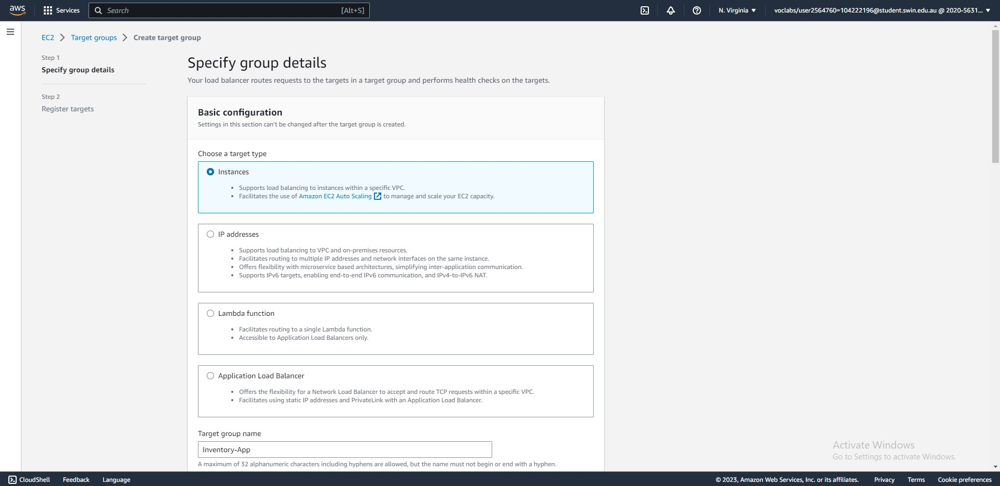 aws
Services
Search
[Alt+S]
N. Virginia
voclabs/user2564760=104222196@student.swin.edu.au @ 2020-5631...
EC2
Target groups
Create target group
Step 1
Specify group details
Step 2
Register targets
Specify group details
Your load balancer routes requests to the targets in a target group and performs health checks on the targets.
Basic configuration
Settings in this section can't be changed after the target group is created.
Choose a target type
Instances
Supports load balancing to instances within a specific VPC.
Facilitates the use of Amazon EC2 Auto Scaling to manage and scale your EC2 capacity.
IP addresses
Supports load balancing to VPC and on-premises resources.
Facilitates routing to multiple IP addresses and network interfaces on the same instance.
Offers flexibility with microservice based architectures, simplifying inter-application communication.
Supports IPv6 targets, enabling end-to-end IPv6 communication, and IPv4-to-IPv6 NAT.
Lambda function
Facilitates routing to a single Lambda function.
Accessible to Application Load Balancers only.
Application Load Balancer
Offers the flexibility for a Network Load Balancer to accept and route TCP requests within a specific VPC.
Facilitates using static IP addresses and PrivateLink with an Application Load Balancer.
Target group name
Inventory-App
A maximum of 32 alphanumeric characters including hyphens are allowed, but the name must not begin or end with a hyphen.
Activate Windows
Go to Settings to activate Windows.
CloudShell
Feedback
Language
© 2023, Amazon Web Services, Inc. or its affiliates.
Privacy
Terms
Cookie preferences